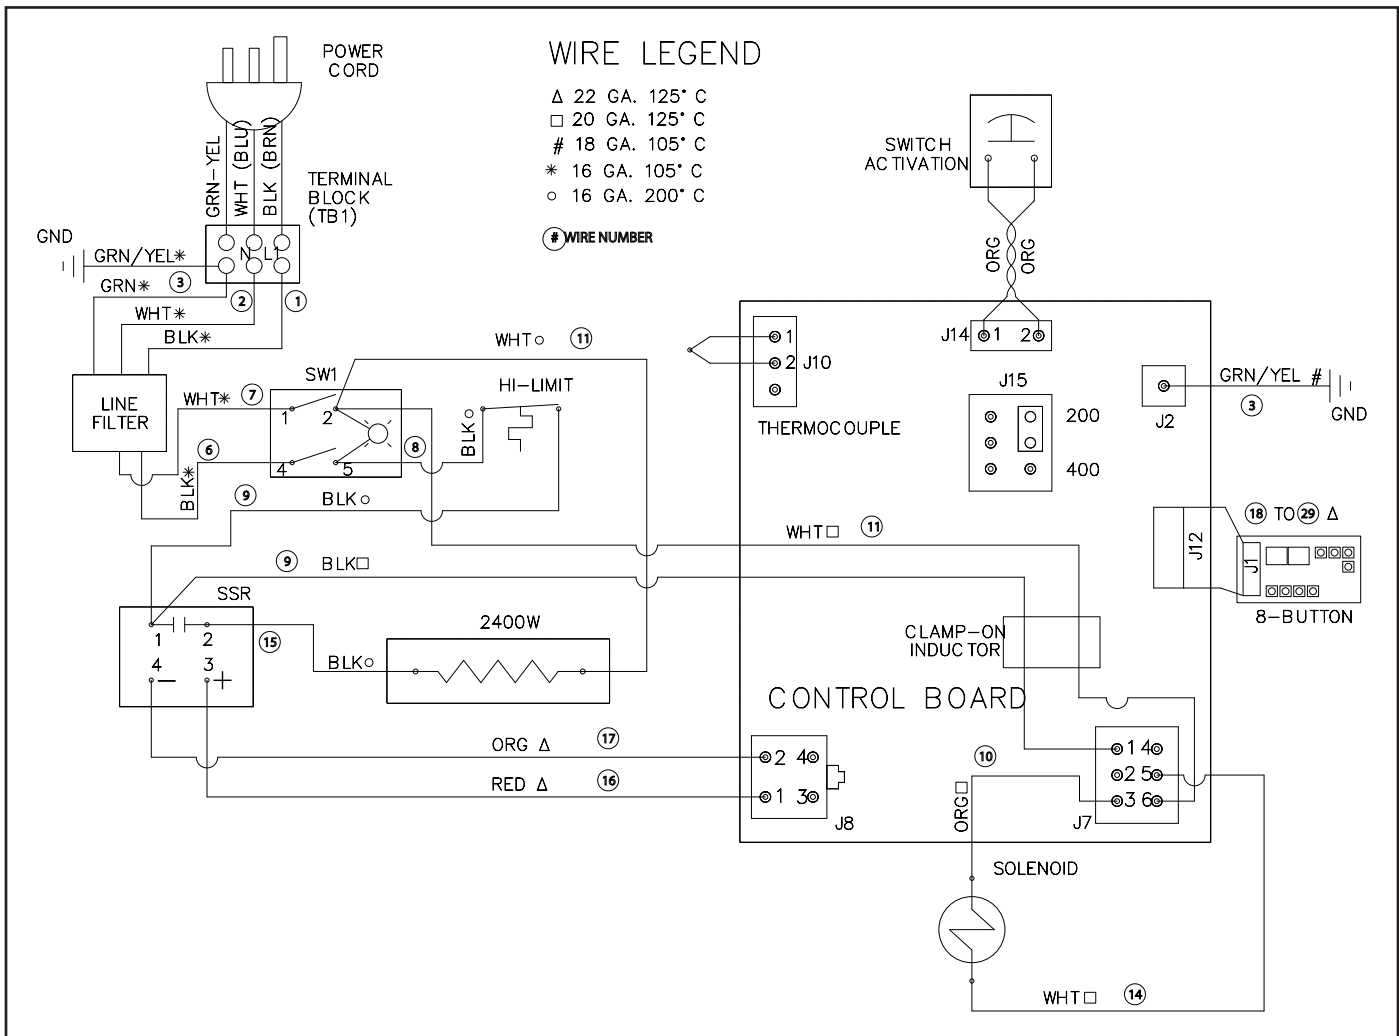 POWER
CORD
WIRE LEGEND
Δ 22 GA. 125° C
□ 20 GA. 125° C
# 18 GA. 105° C
✳ 16 GA. 105° C
○ 16 GA. 200° C
# WIRE NUMBER
GRN-YEL
WHT (BLU)
BLK (BRN)
TERMINAL
BLOCK
(TB1)
N L1
GND
GRN/YEL✳
3
GRN✳
2
1
WHT✳
BLK✳
LINE
FILTER
SWITCH
ACTIVATION
ORG
ORG
J14 1 2
1
2 J10
THERMOCOUPLE
J15
200
400
J2
GRN/YEL #
3
GND
WHT○ 11
SW1
HI-LIMIT
WHT✳ 7
1 2
4 5
8
BLK○
6
BLK✳
9
BLK○
WHT□ 11
9 BLK□
18 TO 29 Δ
J12
J1
8-BUTTON
SSR
1 2
4 3
− +
15
BLK○
2400W
CLAMP-ON
INDUCTOR
CONTROL BOARD
ORG Δ 17
RED Δ 16
2 4
1 3
J8
10
ORG□
1 4
2 5
3 6
J7
SOLENOID
WHT□ 14